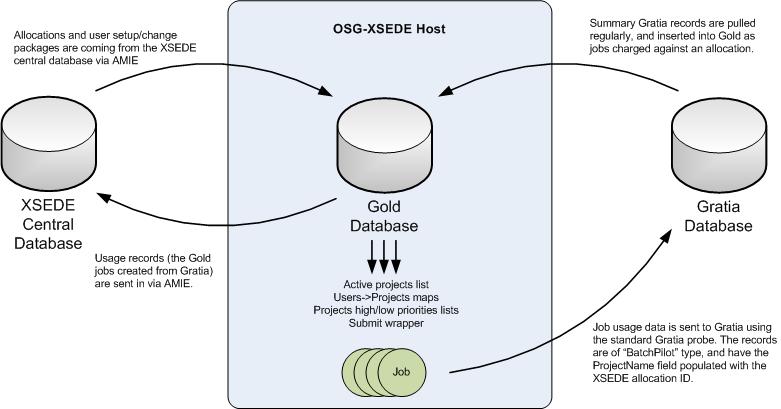 Allocations and user setup/change
packages are coming from the XSEDE
central database via AMIE
OSG-XSEDE Host
Summary Gratia records are pulled
regularly, and inserted into Gold as
jobs charged against an allocation.
XSEDE
Central
Database
Gold
Database
Gratia
Database
Usage records (the Gold
jobs created from Gratia)
are sent in via AMIE.
Active projects list
Users->Projects maps
Projects high/low priorities lists
Submit wrapper
Job
Job usage data is sent to Gratia using
the standard Gratia probe. The records
are of “BatchPilot” type, and have the
ProjectName field populated with the
XSEDE allocation ID.